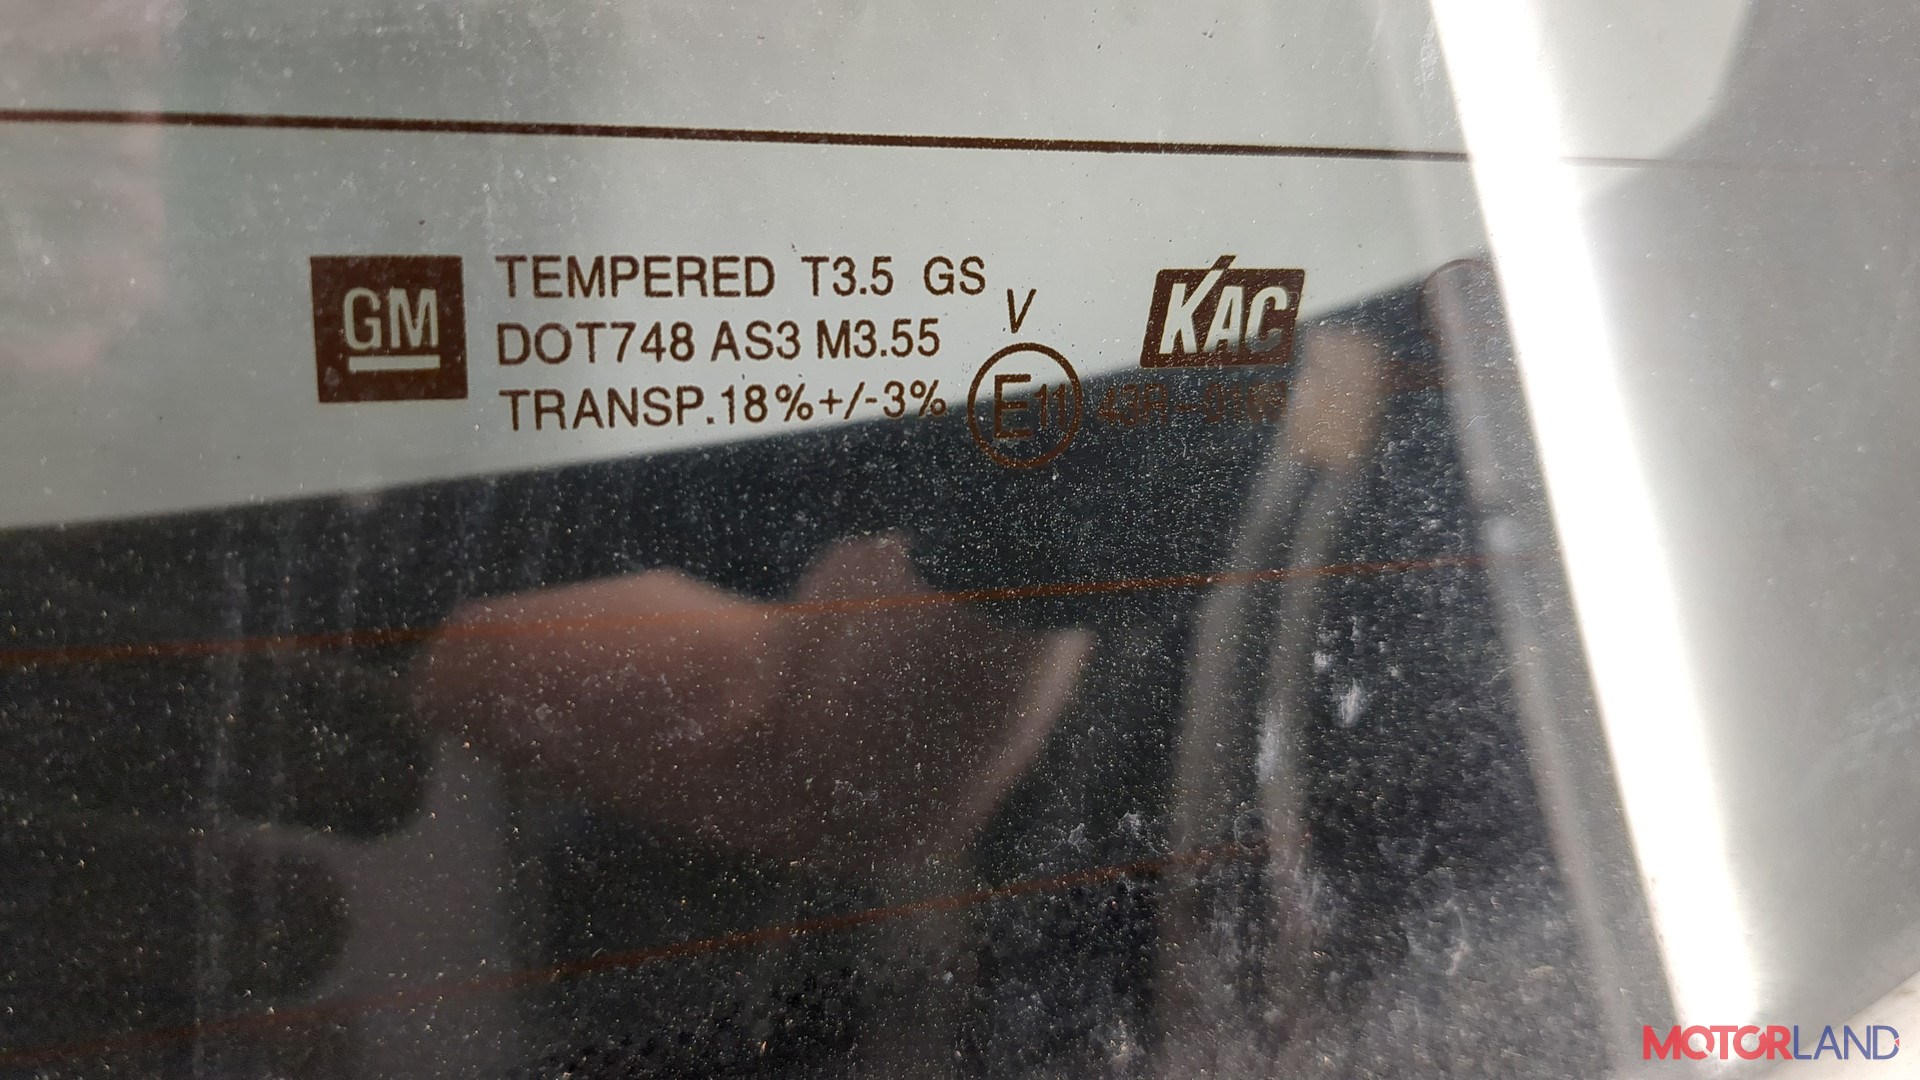 GM
TEMPERED T3.5 GS
DOT748 AS3 M3.55
TRANSP.18%+/-3%
V
E11
KAC
MOTORLAND